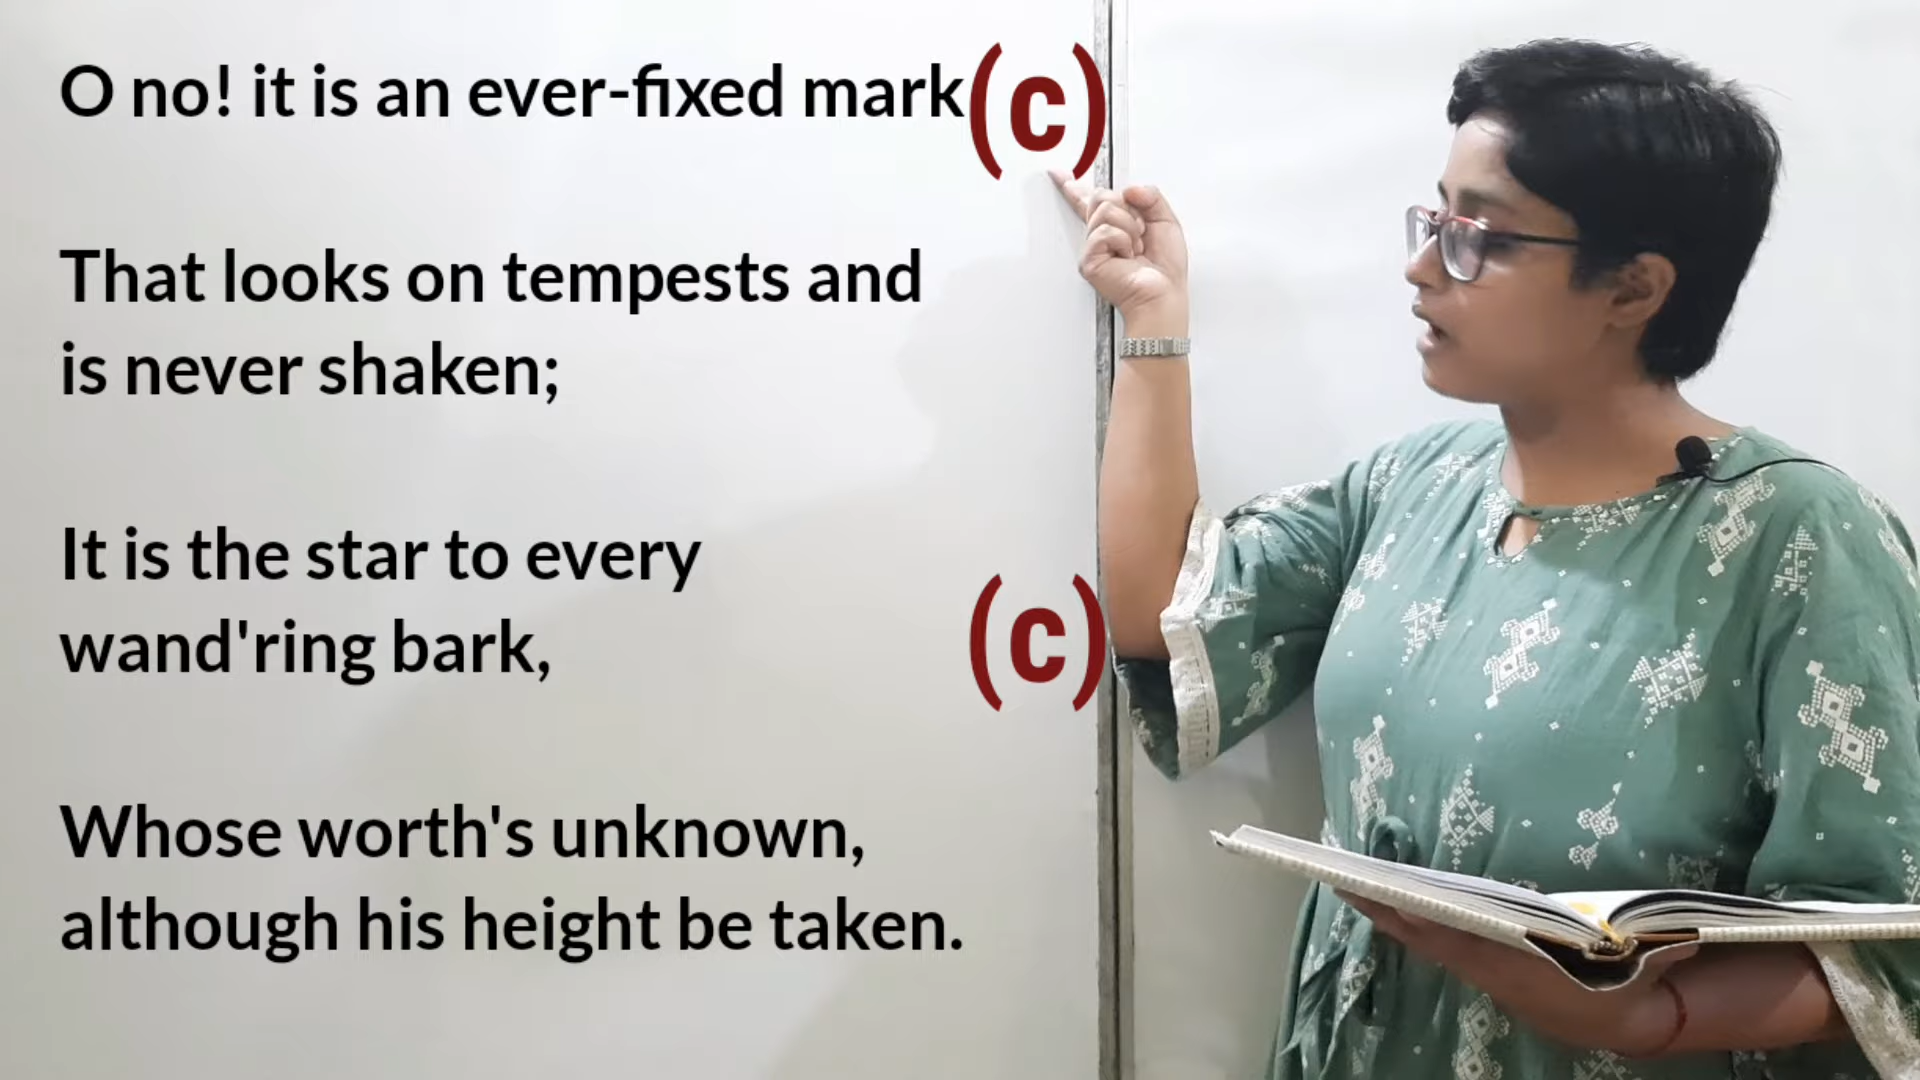 O no! it is an ever-fixed mark (c)
That looks on tempests and
is never shaken;
It is the star to every
wand'ring bark, (c)
Whose worth's unknown,
although his height be taken.